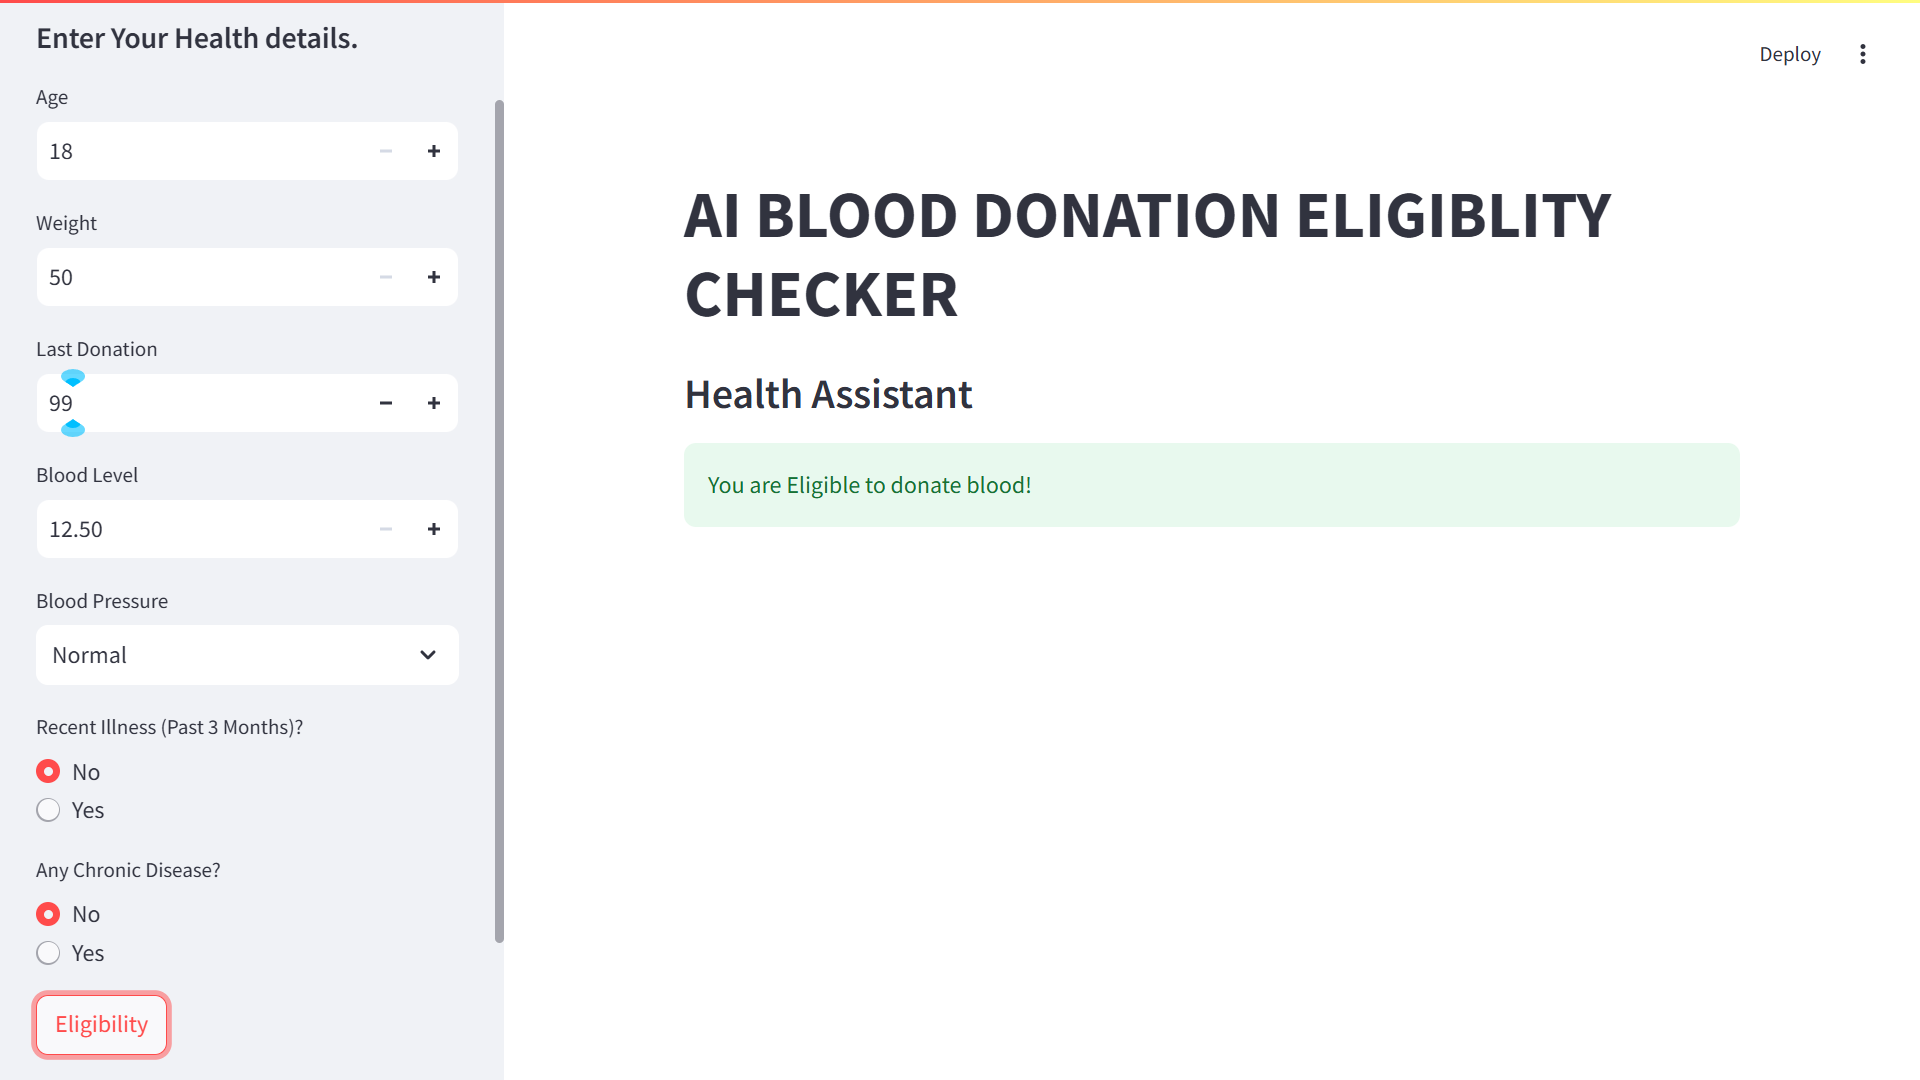 Enter Your Health details.
Age
18
Weight
50
Last Donation
99
Blood Level
12.50
Blood Pressure
Normal
Recent Illness (Past 3 Months)?
No
Yes
Any Chronic Disease?
No
Yes
Eligibility
Deploy
AI BLOOD DONATION ELIGIBLITY
CHECKER
Health Assistant
You are Eligible to donate blood!